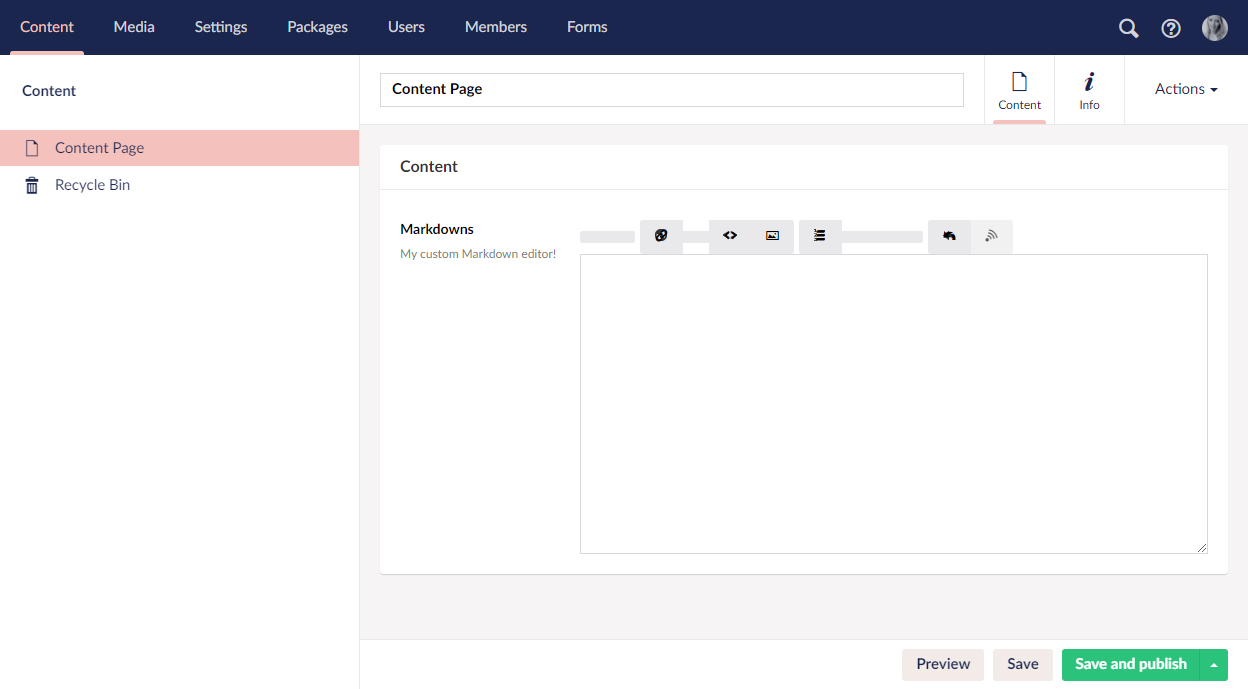 Content Media Settings Packages Users Members Forms
Content
Content Page
Recycle Bin
Content Page
Content
Info
Actions
Content
Markdowns
My custom Markdown editor!
Preview Save Save and publish